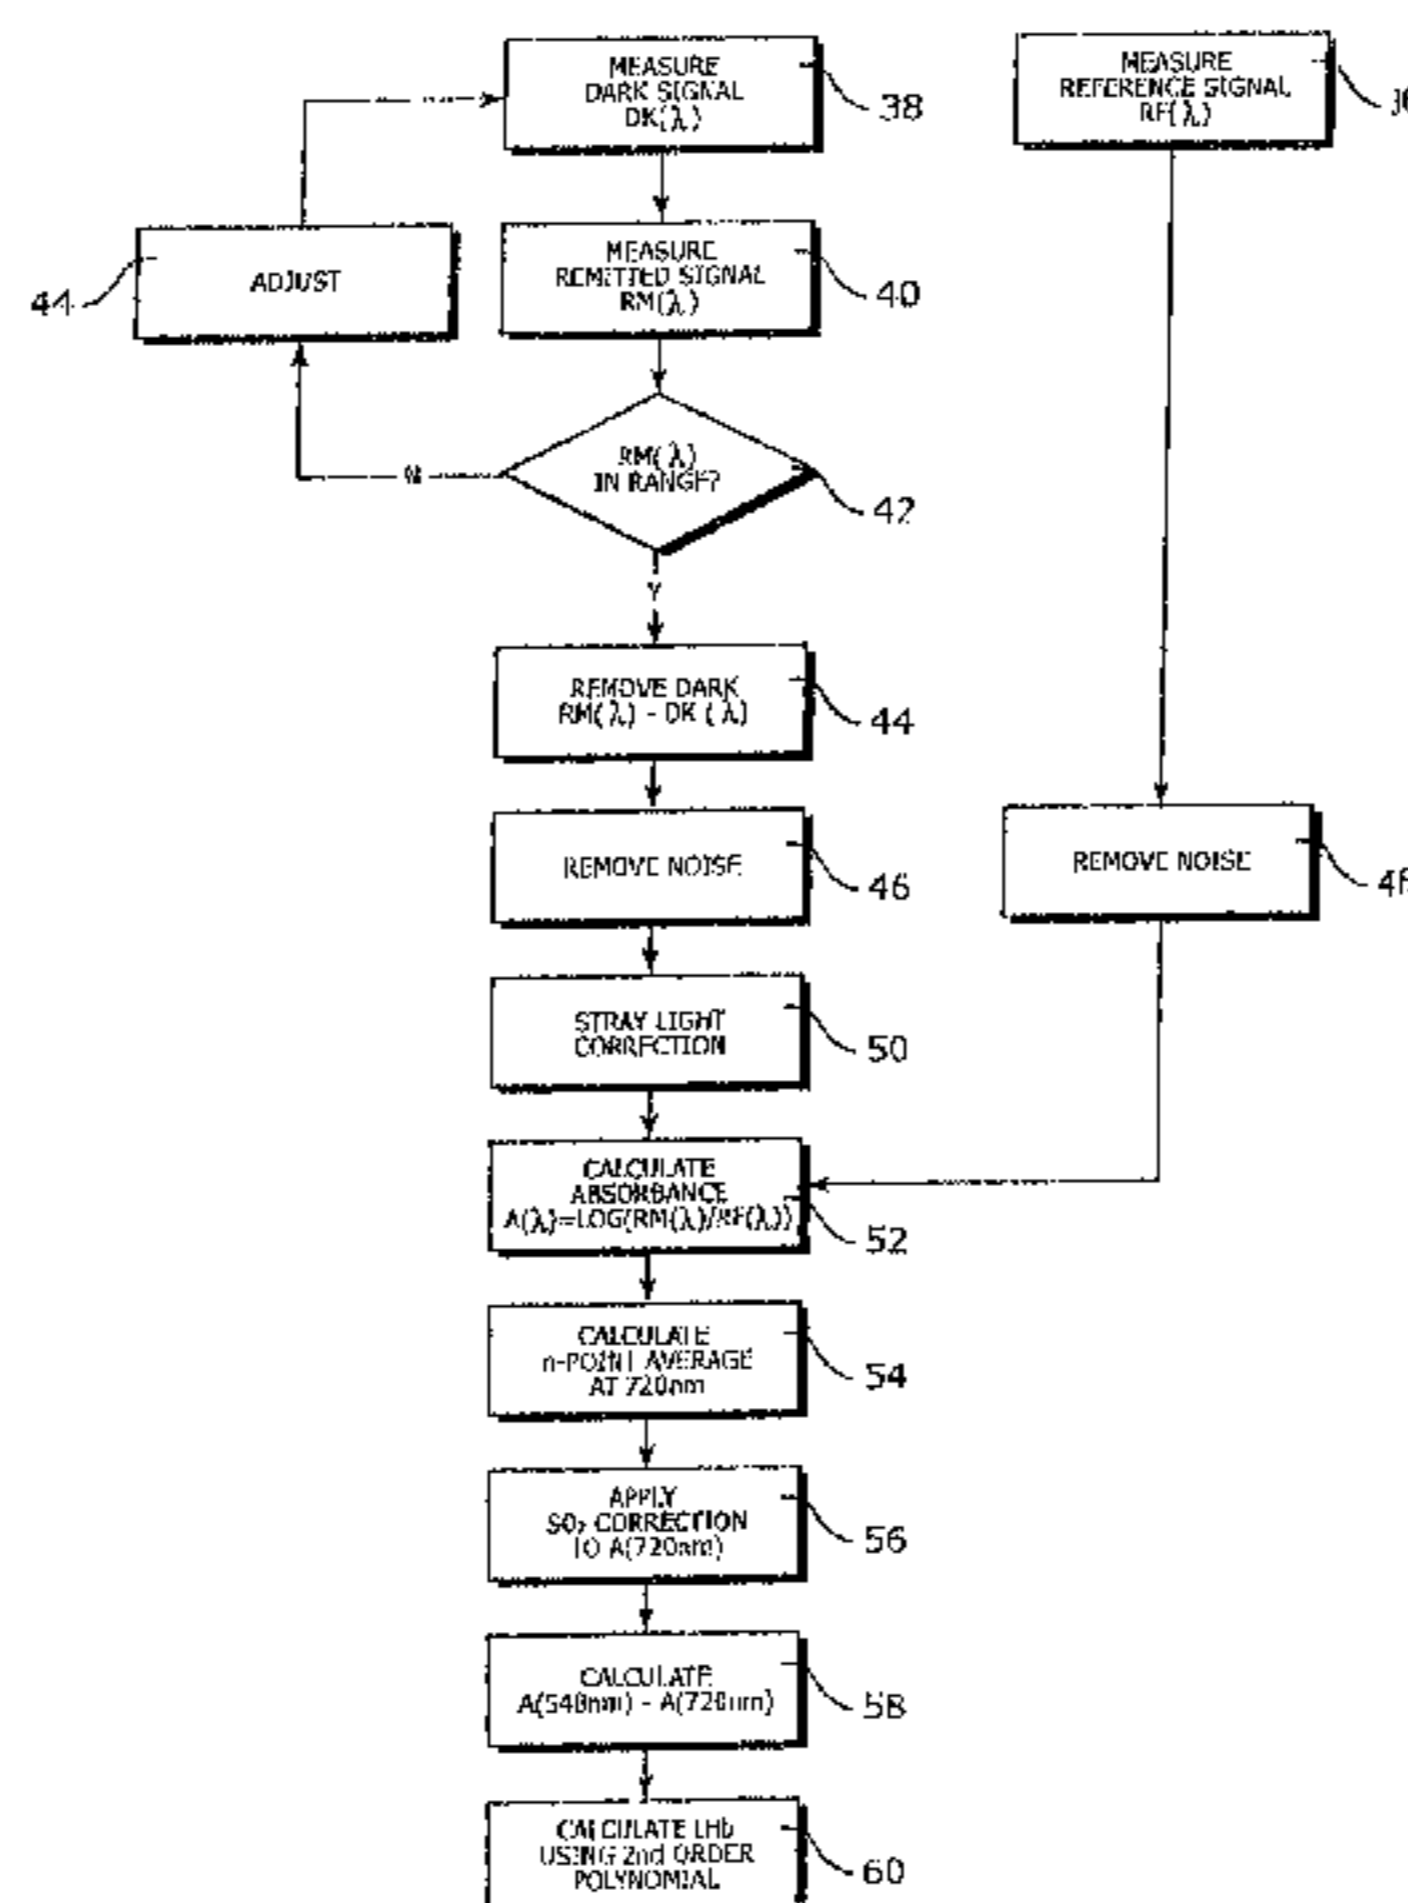 MEASURE
DARK SIGNAL
DK(λ)
38
MEASURE
REFERENCE SIGNAL
RF(λ)
ADJUST
44
MEASURE
REMITTED SIGNAL
RM(λ)
40
RM(λ)
IN RANGE?
42
N
Y
REMOVE DARK
RM(λ) - DK (λ)
44
REMOVE NOISE
46
REMOVE NOISE
STRAY LIGHT
CORRECTION
50
CALCULATE
ABSORBANCE
A(λ)=LOG(RM(λ)/RF(λ))
52
CALCULATE
n-POINT AVERAGE
AT 720nm
54
APPLY
SO₂ CORRECTION
TO A(720nm)
56
CALCULATE
A(540nm) - A(720nm)
58
CALCULATE tHb
USING 2nd ORDER
POLYNOMIAL
60